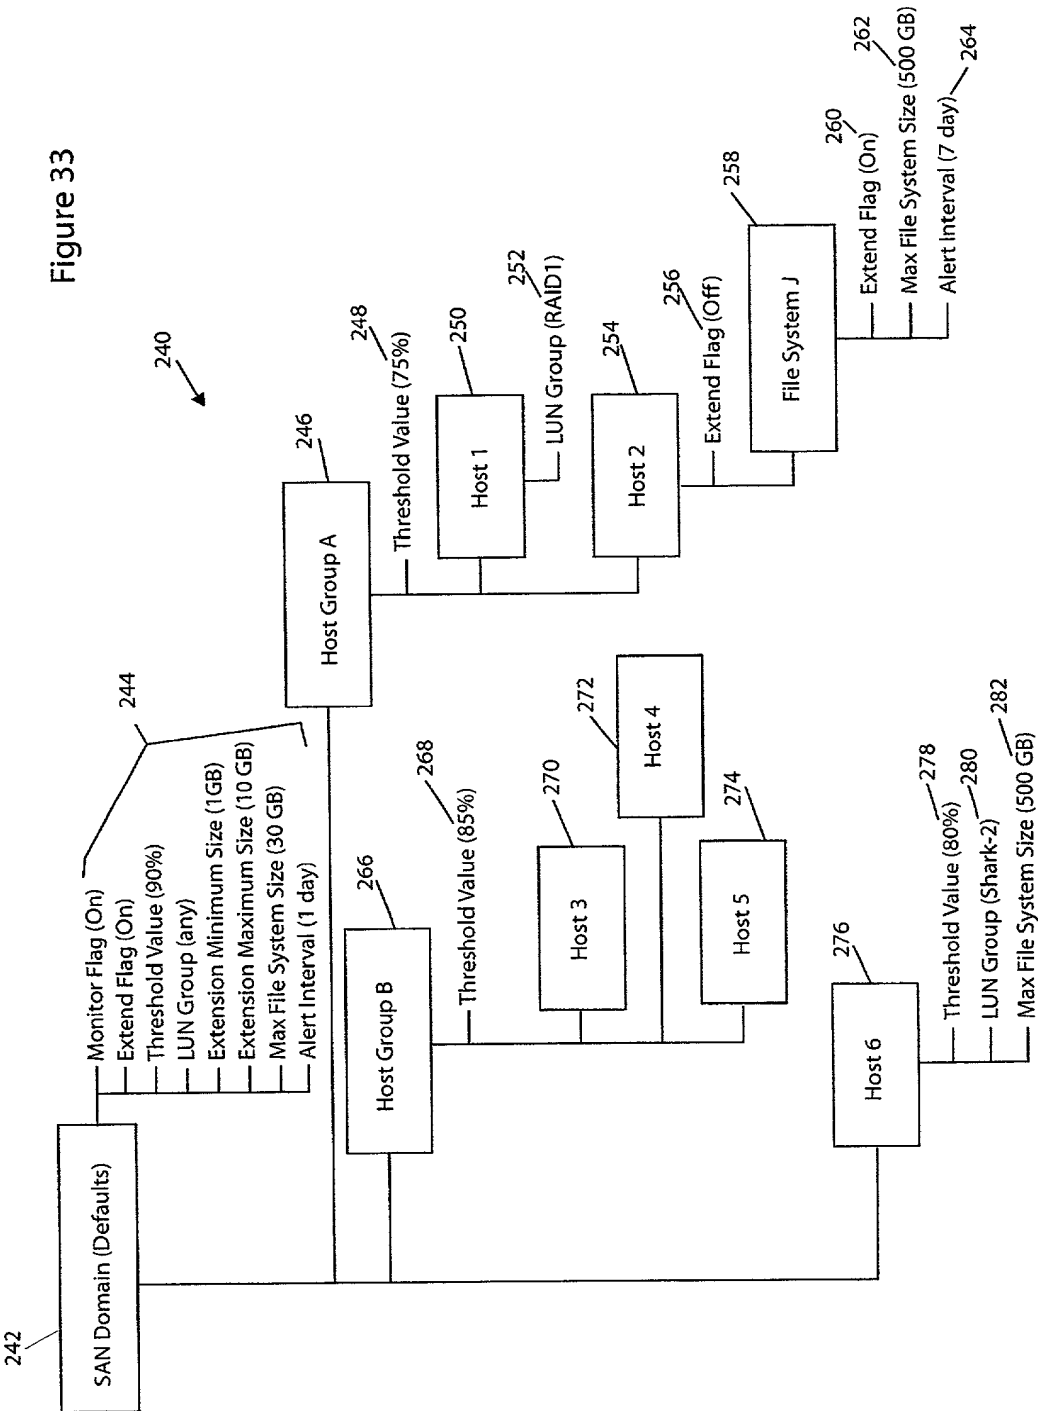 Figure 33
240
242
SAN Domain (Defaults)
244
Monitor Flag (On)
Extend Flag (On)
Threshold Value (90%)
LUN Group (any)
Extension Minimum Size (1GB)
Extension Maximum Size (10 GB)
Max File System Size (30 GB)
Alert Interval (1 day)
246
Host Group A
248
Threshold Value (75%)
250
Host 1
252
LUN Group (RAID1)
254
Host 2
256
Extend Flag (Off)
258
File System J
260
Extend Flag (On)
262
Max File System Size (500 GB)
264
Alert Interval (7 day)
266
Host Group B
268
Threshold Value (85%)
270
Host 3
272
Host 4
274
Host 5
276
Host 6
278
Threshold Value (80%)
280
LUN Group (Shark-2)
282
Max File System Size (500 GB)